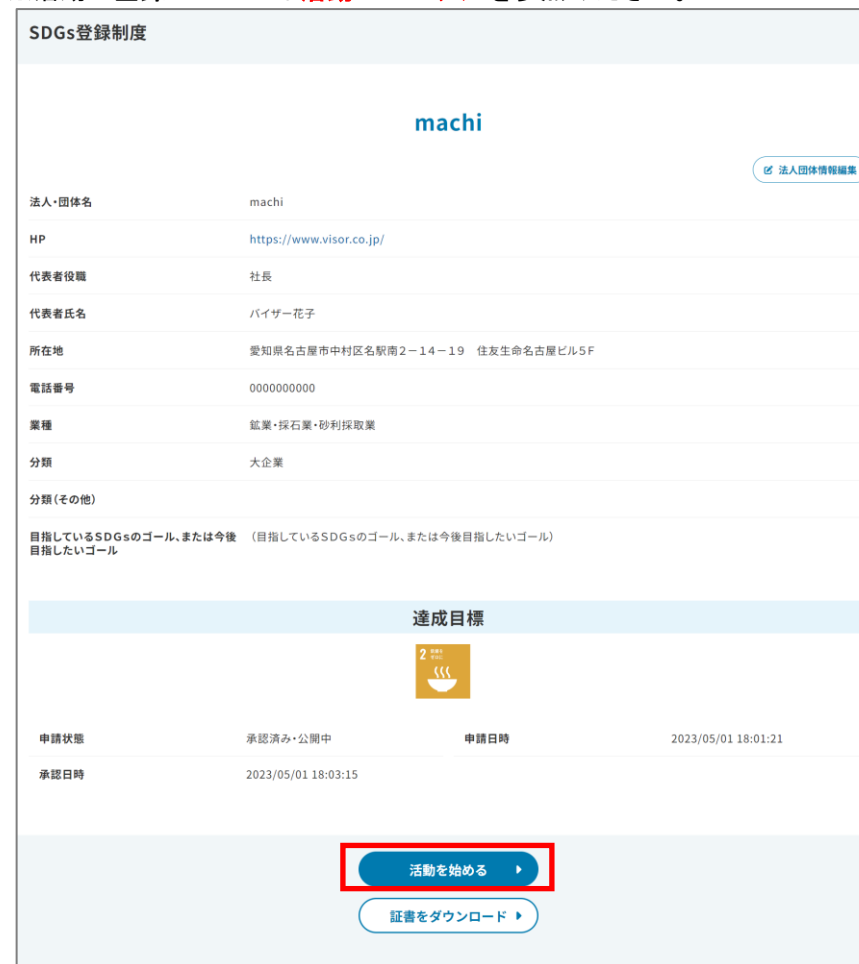 SDGs登録制度
machi
法人団体情報編集
法人・団体名 machi
HP https://www.visor.co.jp/
代表者役職 社長
代表者氏名 バイザー花子
所在地 愛知県名古屋市中村区名駅南2－14－19 住友生命名古屋ビル5F
電話番号 0000000000
業種 鉱業・採石業・砂利採取業
分類 大企業
分類(その他)
目指しているSDGsのゴール、または今後 (目指しているSDGsのゴール、または今後目指したいゴール)
目指したいゴール
達成目標
2
申請状態 承認済み・公開中 申請日時 2023/05/01 18:01:21
承認日時 2023/05/01 18:03:15
活動を始める
証書をダウンロード